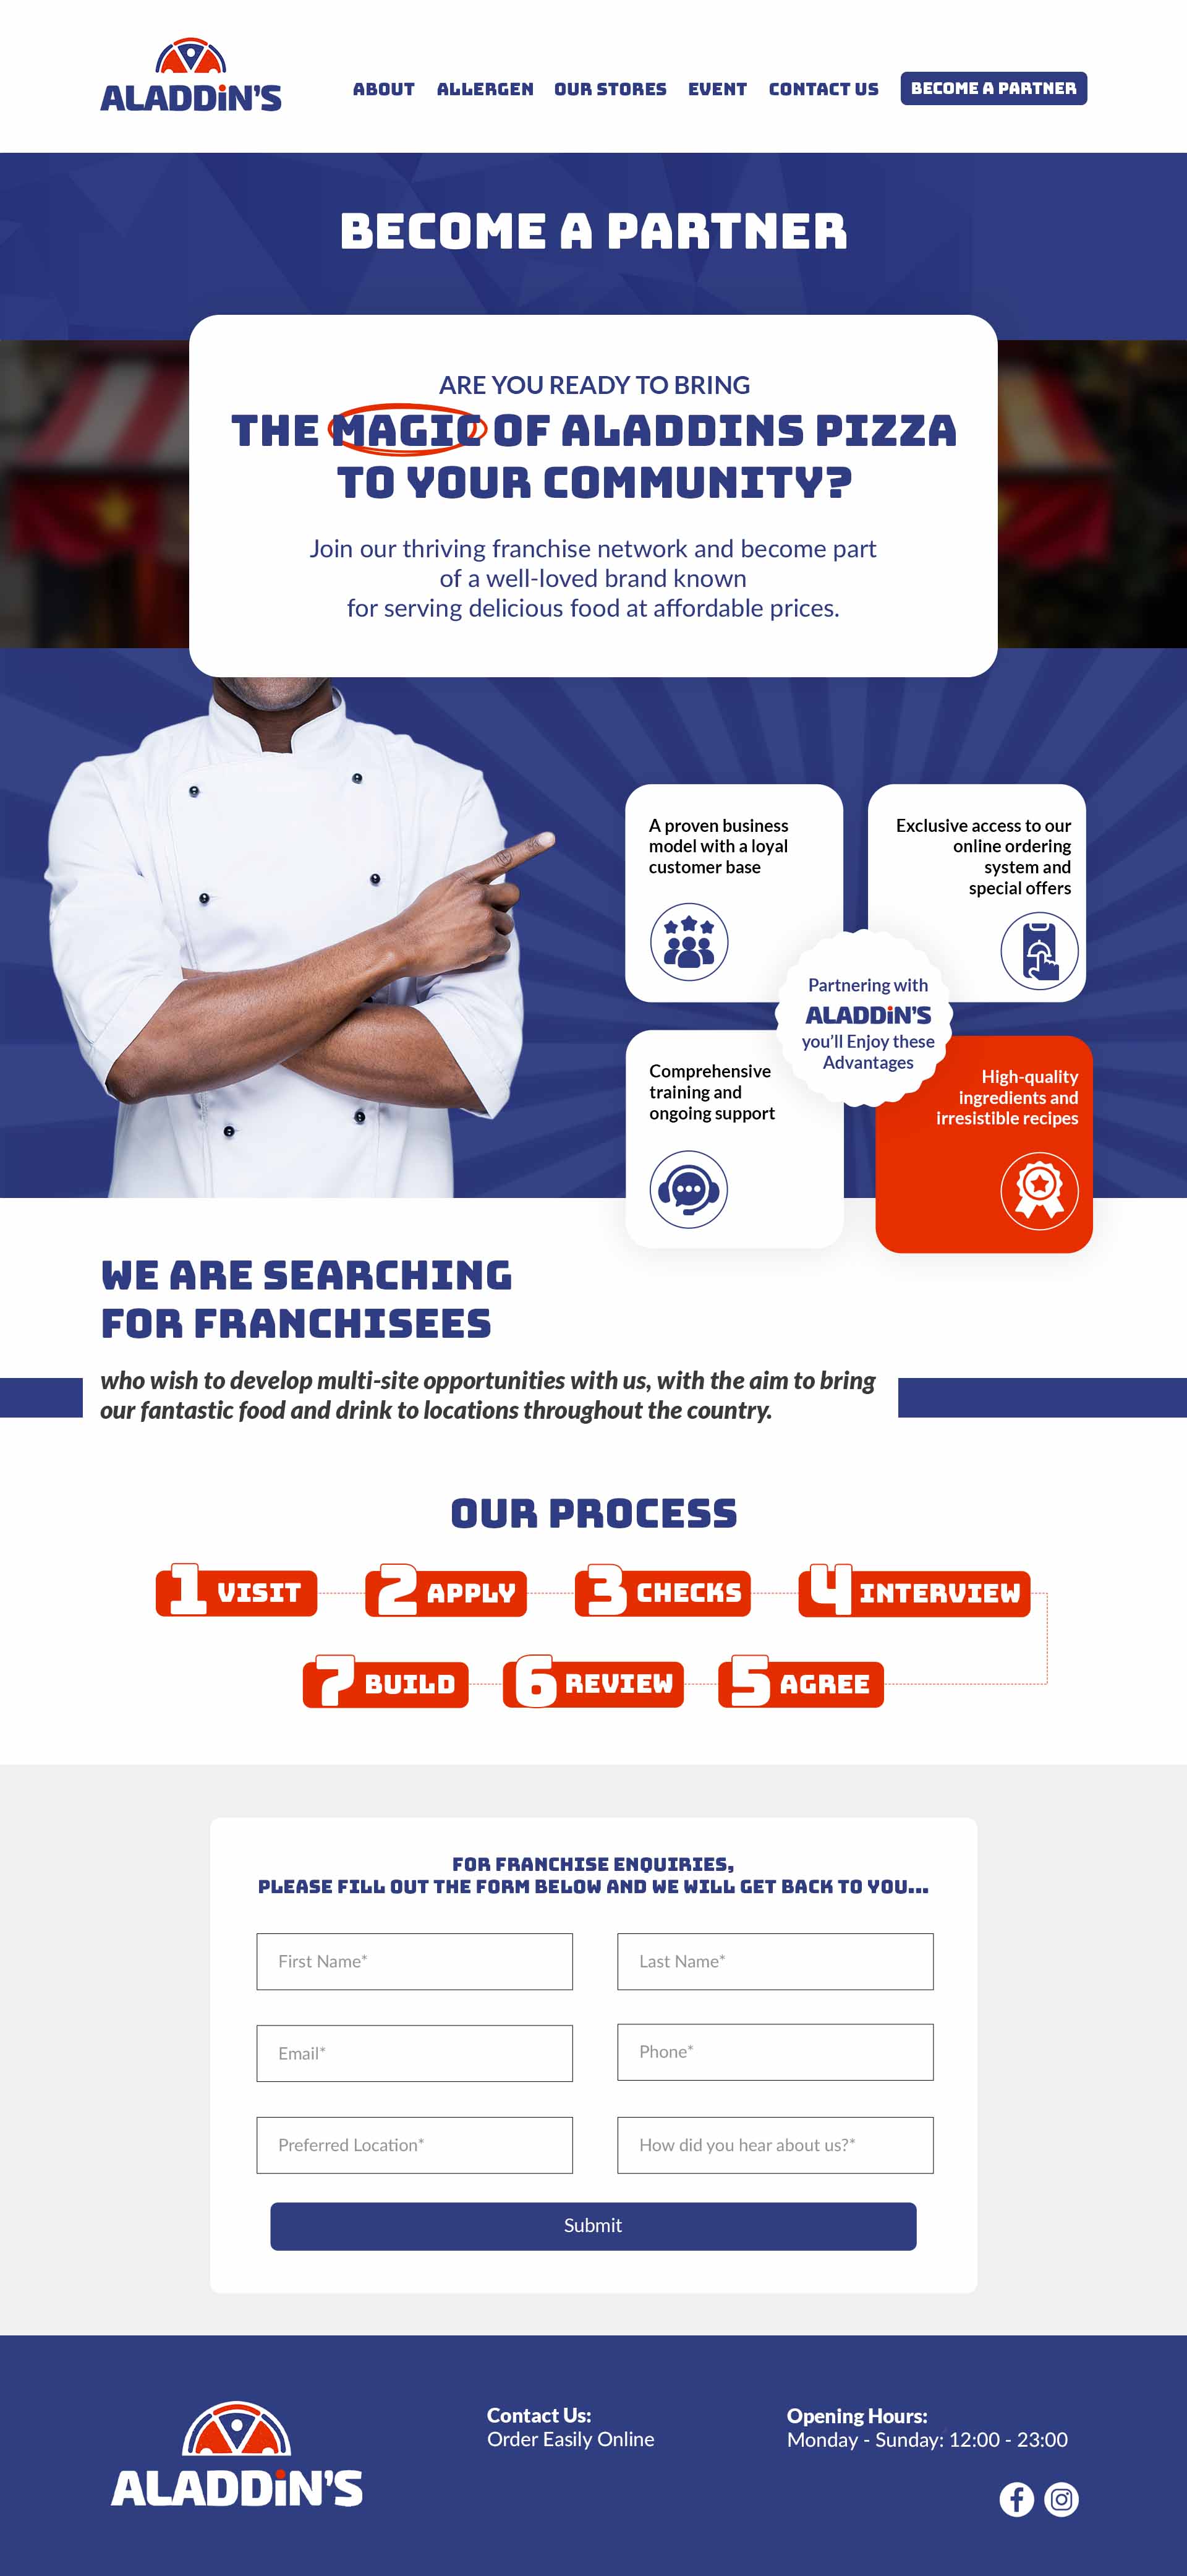 ALADDiN'S
ABOUT ALLERGEN OUR STORES EVENT CONTACT US BECOME A PARTNER
BECOME A PARTNER
ARE YOU READY TO BRING
THE MAGIC OF ALADDINS PIZZA
TO YOUR COMMUNITY?
Join our thriving franchise network and become part
of a well-loved brand known
for serving delicious food at affordable prices.
A proven business
model with a loyal
customer base
Exclusive access to our
online ordering
system and
special offers
Partnering with
ALADDiN'S
you'll Enjoy these
Advantages
Comprehensive
training and
ongoing support
High-quality
ingredients and
irresistible recipes
WE ARE SEARCHING
FOR FRANCHISEES
who wish to develop multi-site opportunities with us, with the aim to bring
our fantastic food and drink to locations throughout the country.
OUR PROCESS
1 VISIT
2 APPLY
3 CHECKS
4 INTERVIEW
5 AGREE
6 REVIEW
7 BUILD
FOR FRANCHISE ENQUIRIES,
PLEASE FILL OUT THE FORM BELOW AND WE WILL GET BACK TO YOU...
First Name*
Last Name*
Email*
Phone*
Preferred Location*
How did you hear about us?*
Submit
ALADDiN'S
Contact Us:
Order Easily Online
Opening Hours:
Monday - Sunday: 12:00 - 23:00